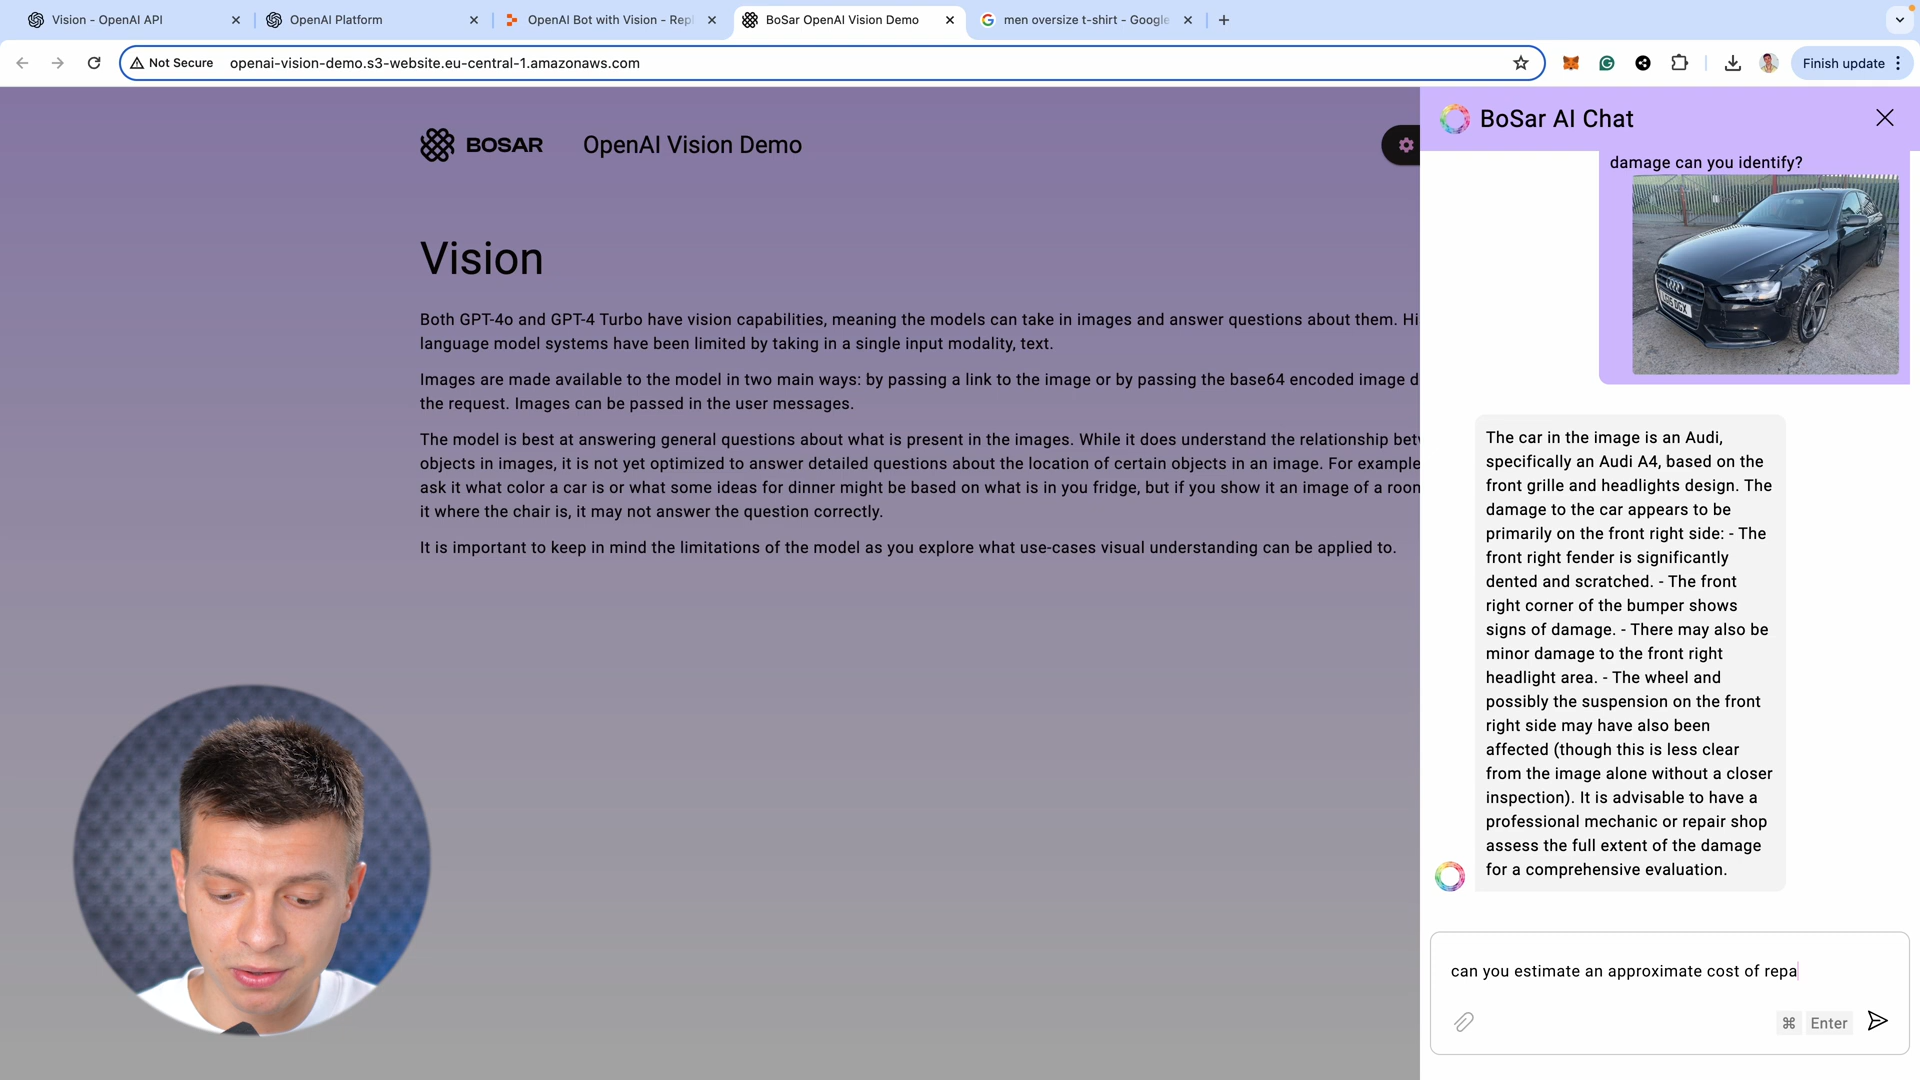 Vision - OpenAI API
OpenAI Platform
OpenAI Bot with Vision - Repl
BoSar OpenAI Vision Demo
men oversize t-shirt - Google
Not Secure
openai-vision-demo.s3-website.eu-central-1.amazonaws.com
Finish update
BOSAR
OpenAI Vision Demo
Vision
Both GPT-4o and GPT-4 Turbo have vision capabilities, meaning the models can take in images and answer questions about them. Hi
language model systems have been limited by taking in a single input modality, text.
Images are made available to the model in two main ways: by passing a link to the image or by passing the base64 encoded image d
the request. Images can be passed in the user messages.
The model is best at answering general questions about what is present in the images. While it does understand the relationship bet
objects in images, it is not yet optimized to answer detailed questions about the location of certain objects in an image. For example
ask it what color a car is or what some ideas for dinner might be based on what is in you fridge, but if you show it an image of a room
it where the chair is, it may not answer the question correctly.
It is important to keep in mind the limitations of the model as you explore what use-cases visual understanding can be applied to.
BoSar AI Chat
damage can you identify?
The car in the image is an Audi,
specifically an Audi A4, based on the
front grille and headlights design. The
damage to the car appears to be
primarily on the front right side: - The
front right fender is significantly
dented and scratched. - The front
right corner of the bumper shows
signs of damage. - There may also be
minor damage to the front right
headlight area. - The wheel and
possibly the suspension on the front
right side may have also been
affected (though this is less clear
from the image alone without a closer
inspection). It is advisable to have a
professional mechanic or repair shop
assess the full extent of the damage
for a comprehensive evaluation.
can you estimate an approximate cost of repa
⌘ Enter